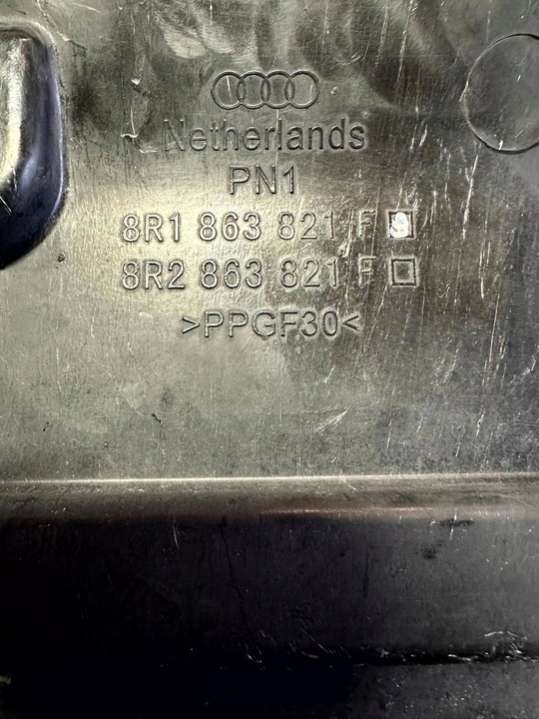 Netherlands
PN1
8R1 863 821 F
8R2 863 821 F
>PPGF30<